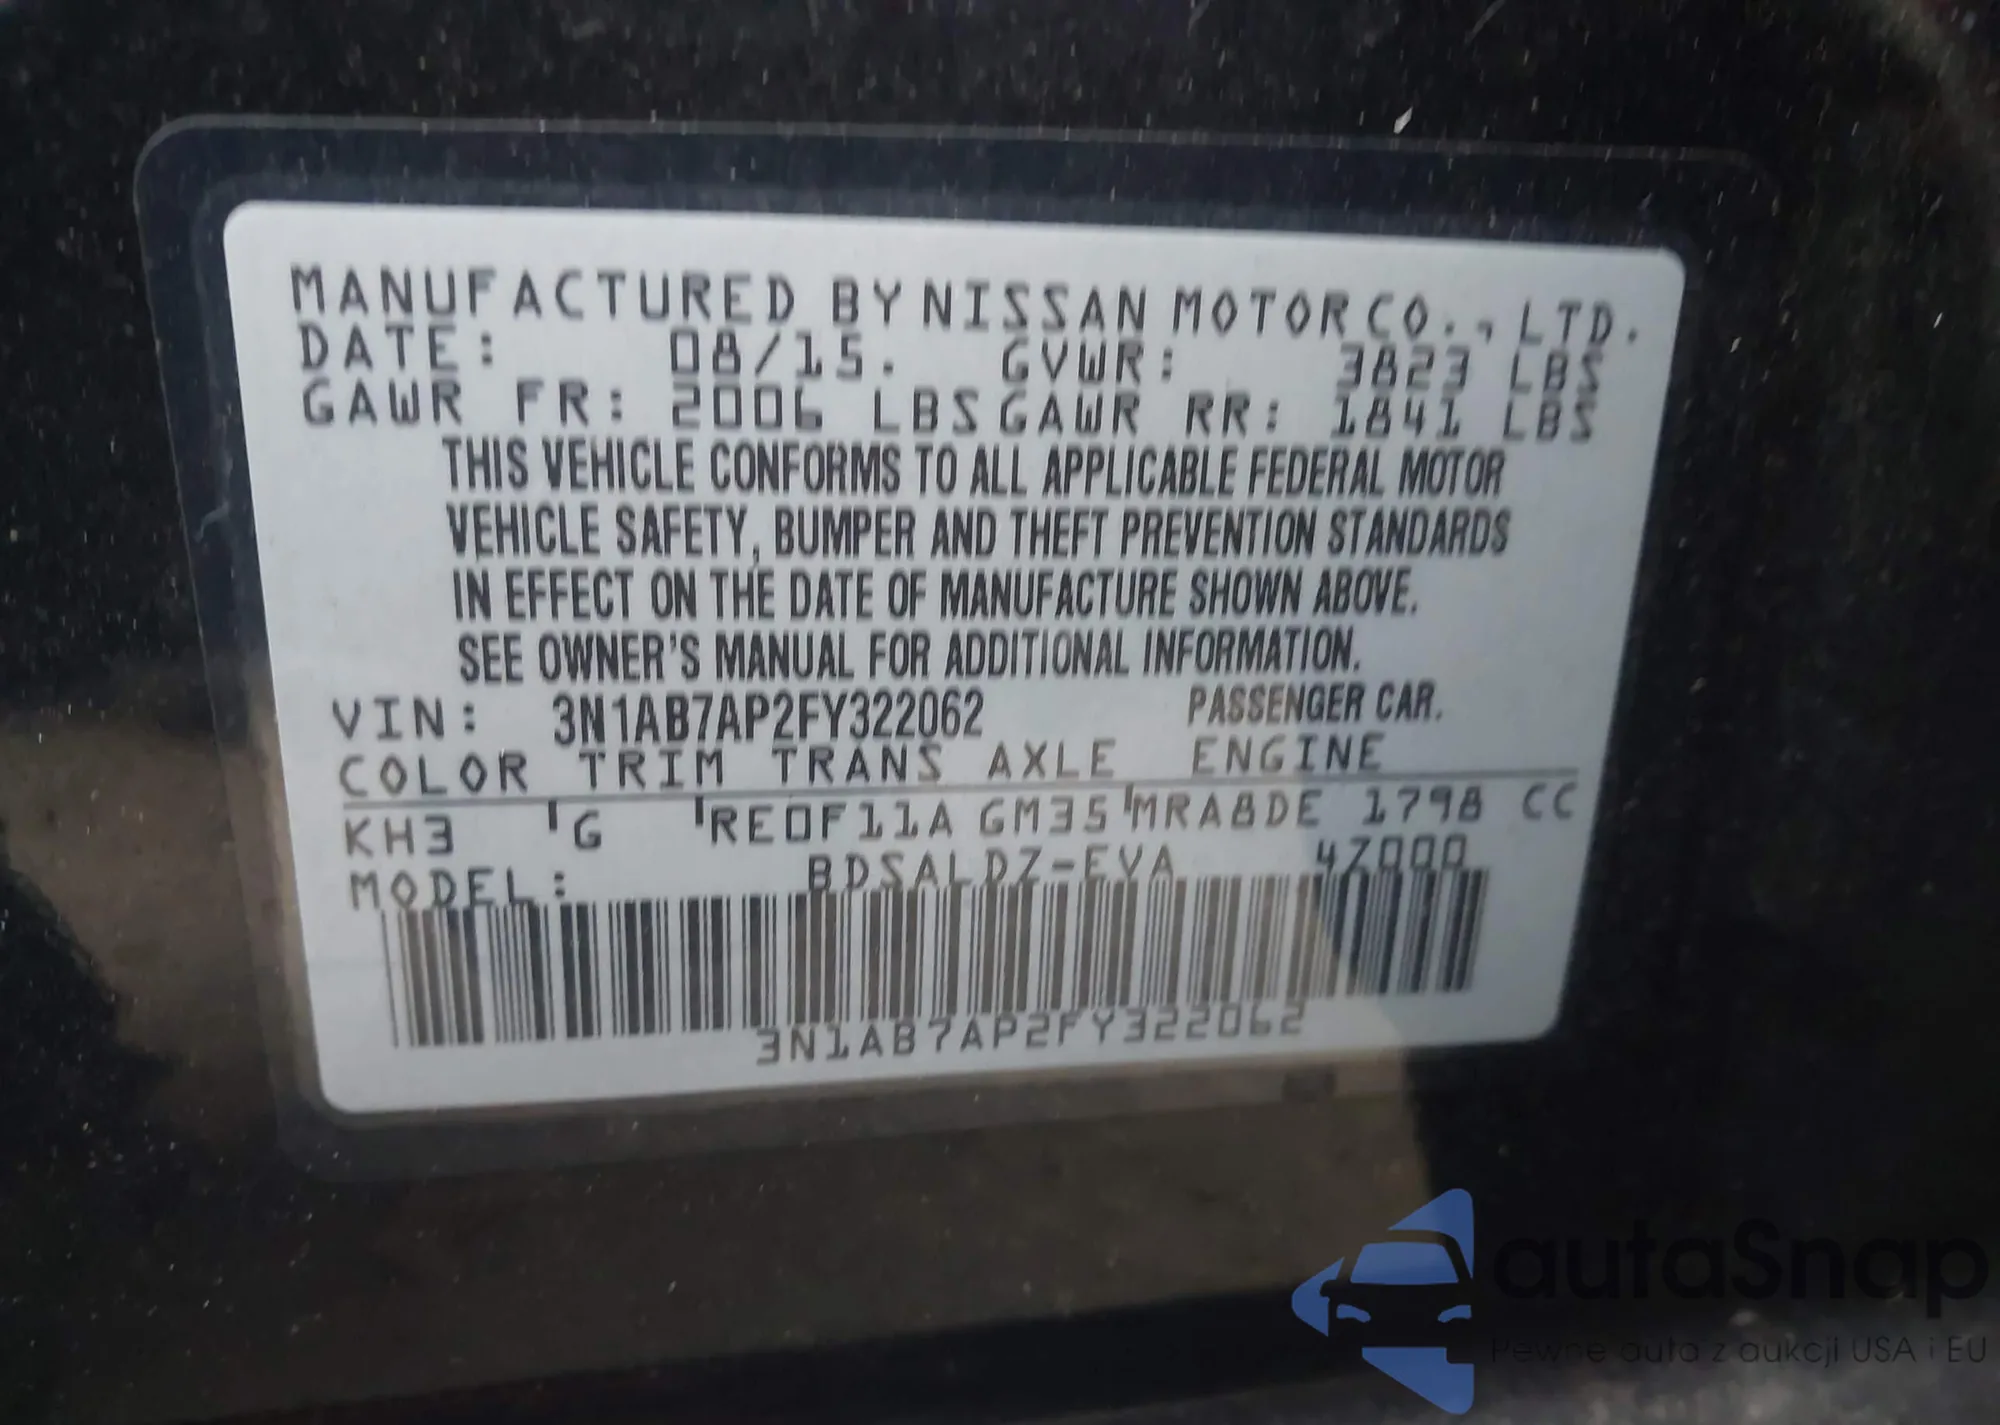 MANUFACTURED BY NISSAN MOTOR CO., LTD.
DATE: 08/15. GVWR: 3823 LBS
GAWR FR: 2006 LBS GAWR RR: 1841 LBS
THIS VEHICLE CONFORMS TO ALL APPLICABLE FEDERAL MOTOR
VEHICLE SAFETY, BUMPER AND THEFT PREVENTION STANDARDS
IN EFFECT ON THE DATE OF MANUFACTURE SHOWN ABOVE.
SEE OWNER'S MANUAL FOR ADDITIONAL INFORMATION.
VIN: 3N1AB7AP2FY322062 PASSENGER CAR.
COLOR TRIM TRANS AXLE ENGINE
KH3 G RE0F11A GM35 MRA8DE 1798 CC
MODEL: BDSALDZ-EVA 4Z000
3N1AB7AP2FY322062
autoSnap
Pewne auta z aukcji USA i EU